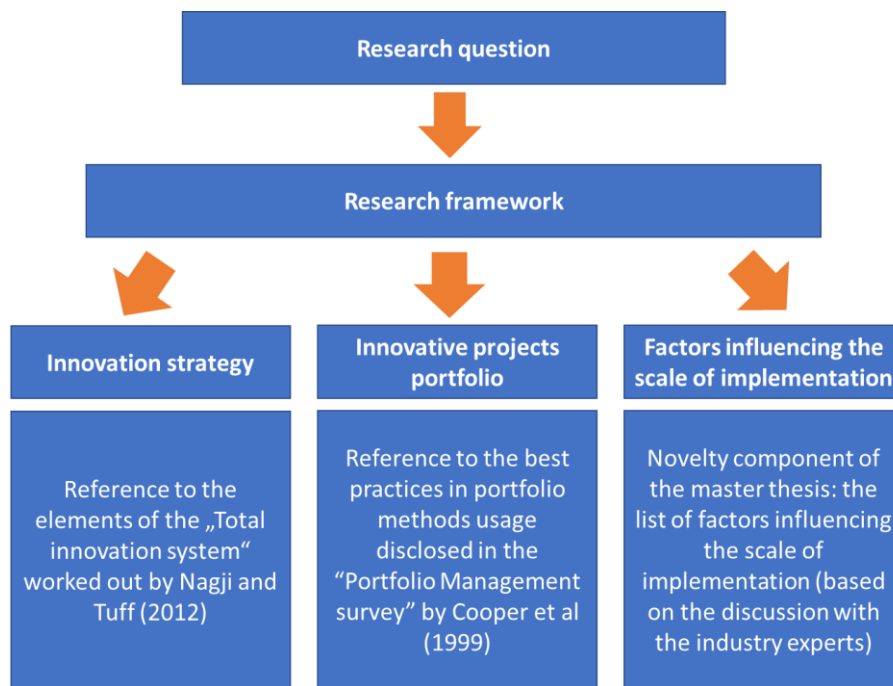 Research question
Research framework
Innovation strategy
Innovative projects
portfolio
Factors influencing the
scale of implementation
Reference to the
elements of the „Total
innovation system“
worked out by Nagji and
Tuff (2012)
Reference to the best
practices in portfolio
methods usage
disclosed in the
“Portfolio Management
survey” by Cooper et al
(1999)
Novelty component of
the master thesis: the
list of factors influencing
the scale of
implementation (based
on the discussion with
the industry experts)